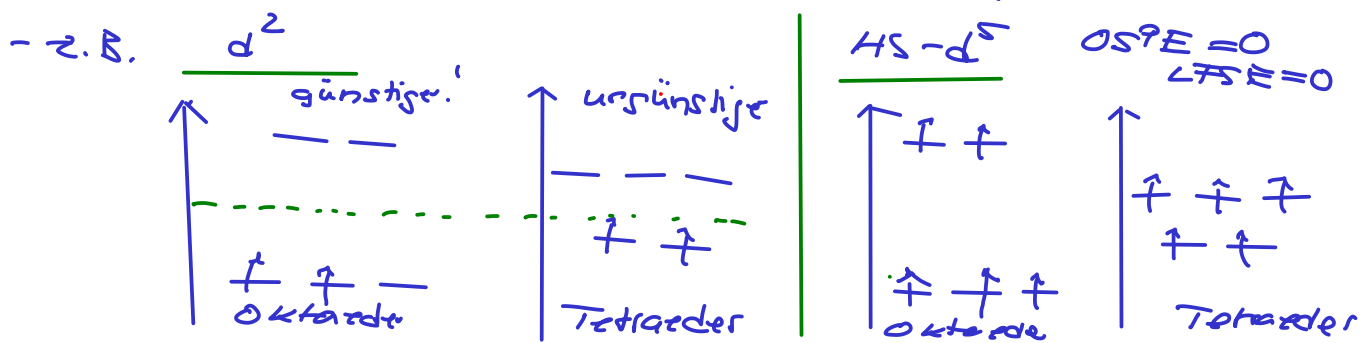 - z.B. d²
HS-d⁵ OSPE = 0
LFSE = 0
günstiger!
ungünstiger
Oktaeder
Tetraeder
Oktaeder
Tetraeder